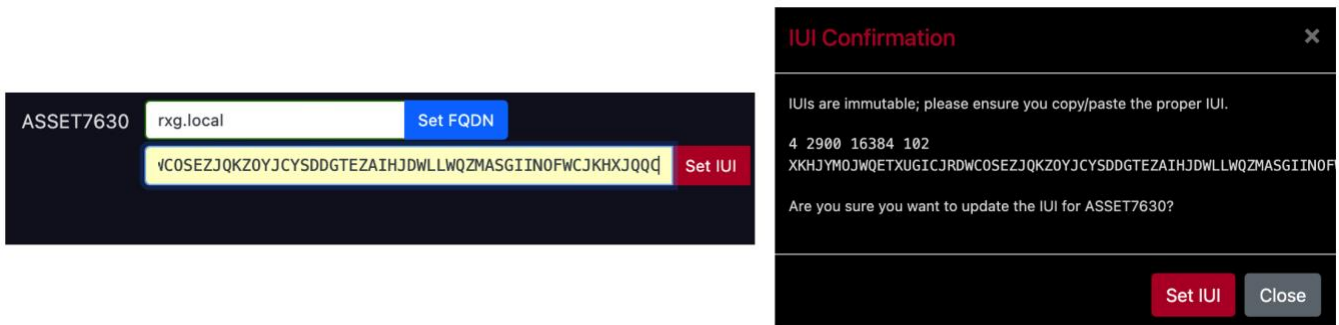 ASSET7630 rxg.local Set FQDN
WCOSEZJQKZOYJCYSDDGTEZAIHJDWLLWQZMASGIINOFWCJKHXJQQC Set IUI
IUI Confirmation ×
IUIs are immutable; please ensure you copy/paste the proper IUI.
4 2900 16384 102
XKHJYMOJWQETXUGICJRDWCOSEZJQKZOYJCYSDDGTEZAIHJDWLLWQZMASGIINOFW
Are you sure you want to update the IUI for ASSET7630?
Set IUI Close